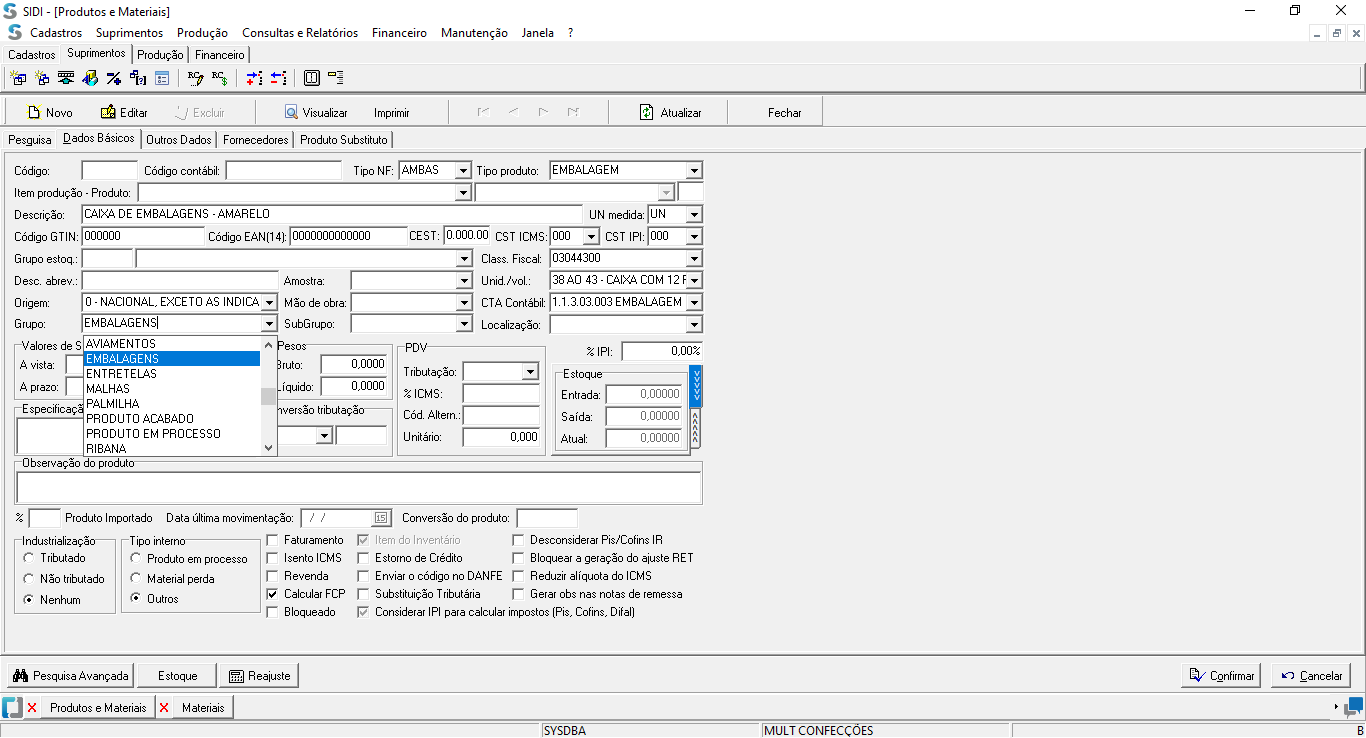 SIDI - [Produtos e Materiais]
Cadastros Suprimentos Produção Consultas e Relatórios Financeiro Manutenção Janela ?
Cadastros Suprimentos Produção Financeiro
Novo Editar Excluir Visualizar Imprimir Atualizar Fechar
Pesquisa Dados Básicos Outros Dados Fornecedores Produto Substituto
Código: Código contábil: Tipo NF: AMBAS Tipo produto: EMBALAGEM
Item produção - Produto:
Descrição: CAIXA DE EMBALAGENS - AMARELO UN medida: UN
Código GTIN: 000000 Código EAN(14): 0000000000000 CEST: 0.000.00 CST ICMS: 000 CST IPI: 000
Grupo estoq.: Class. Fiscal: 03044300
Desc. abrev.: Amostra: Unid./vol.: 38 AO 43 - CAIXA COM 12 F
Origem: 0 - NACIONAL, EXCETO AS INDICA Mão de obra: CTA Contábil: 1.1.3.03.003 EMBALAGEM
Grupo: EMBALAGENS SubGrupo: Localização:
Valores de S Pesos PDV % IPI: 0,00%
A vista: Bruto: 0,0000 Tributação: Estoque
A prazo: Líquido: 0,0000 % ICMS: Entrada: 0,00000
Especificaçã nversão tributação Cód. Altern.: Saída: 0,00000
Unitário: 0,000 Atual: 0,00000
AVIAMENTOS
EMBALAGENS
ENTRETELAS
MALHAS
PALMILHA
PRODUTO ACABADO
PRODUTO EM PROCESSO
RIBANA
Observação do produto
% Produto Importado Data última movimentação: / / 15 Conversão do produto:
Industrialização Tipo interno Faturamento Item do Inventário Desconsiderar Pis/Cofins IR
Tributado Produto em processo Isento ICMS Estorno de Crédito Bloquear a geração do ajuste RET
Não tributado Material perda Revenda Enviar o código no DANFE Reduzir alíquota do ICMS
Nenhum Outros Calcular FCP Substituição Tributária Gerar obs nas notas de remessa
Bloqueado Considerar IPI para calcular impostos (Pis, Cofins, Difal)
Pesquisa Avançada Estoque Reajuste Confirmar Cancelar
Produtos e Materiais Materiais
SYSDBA MULT CONFECÇÕES B